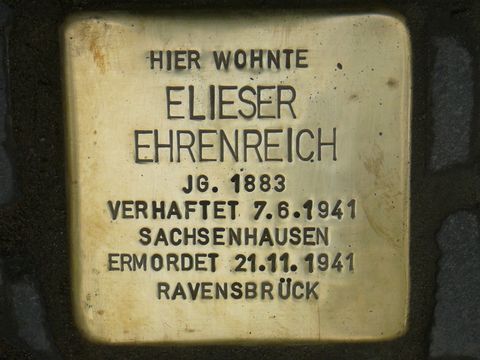 HIER WOHNTE
ELIESER
EHRENREICH
JG. 1883
VERHAFTET 7.6.1941
SACHSENHAUSEN
ERMORDET 21.11.1941
RAVENSBRÜCK